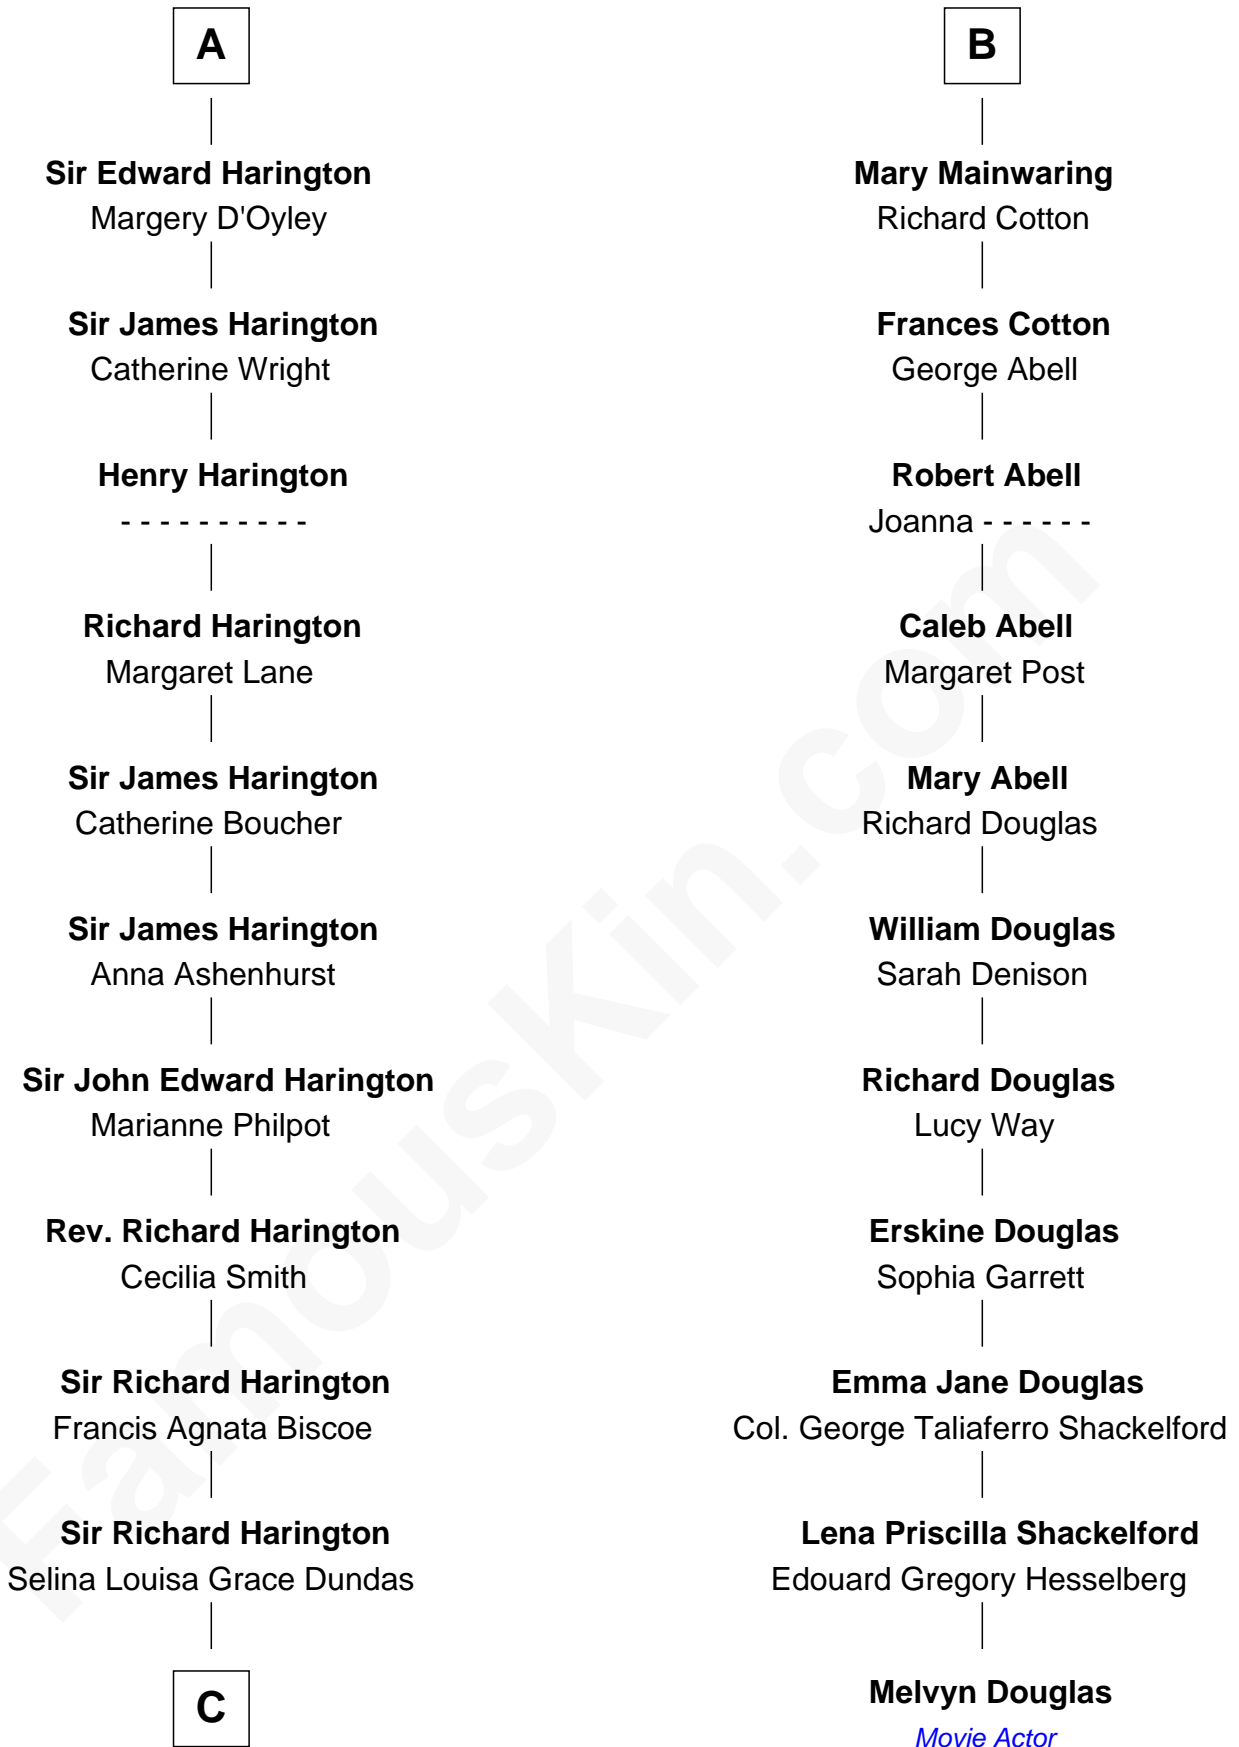 A
Sir Edward Harington
Margery D'Oyley
Sir James Harington
Catherine Wright
Henry Harington
- - - - - - - - - -
Richard Harington
Margaret Lane
Sir James Harington
Catherine Boucher
Sir James Harington
Anna Ashenhurst
Sir John Edward Harington
Marianne Philpot
Rev. Richard Harington
Cecilia Smith
Sir Richard Harington
Francis Agnata Biscoe
Sir Richard Harington
Selina Louisa Grace Dundas
C
B
Mary Mainwaring
Richard Cotton
Frances Cotton
George Abell
Robert Abell
Joanna - - - - - -
Caleb Abell
Margaret Post
Mary Abell
Richard Douglas
William Douglas
Sarah Denison
Richard Douglas
Lucy Way
Erskine Douglas
Sophia Garrett
Emma Jane Douglas
Col. George Taliaferro Shackelford
Lena Priscilla Shackelford
Edouard Gregory Hesselberg
Melvyn Douglas
Movie Actor
FamousKin.com